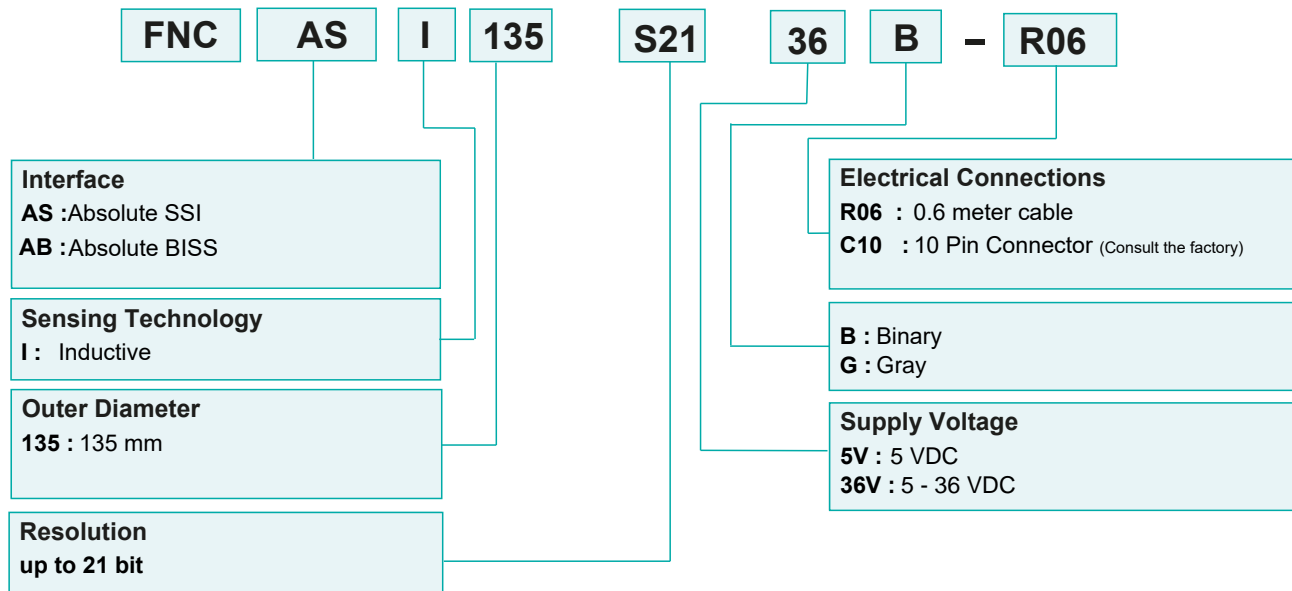 FNC AS I 135 S21 36 B - R06
Interface
AS :Absolute SSI
AB :Absolute BISS
Sensing Technology
I : Inductive
Outer Diameter
135 : 135 mm
Resolution
up to 21 bit
Electrical Connections
R06 : 0.6 meter cable
C10 : 10 Pin Connector (Consult the factory)
B : Binary
G : Gray
Supply Voltage
5V : 5 VDC
36V : 5 - 36 VDC